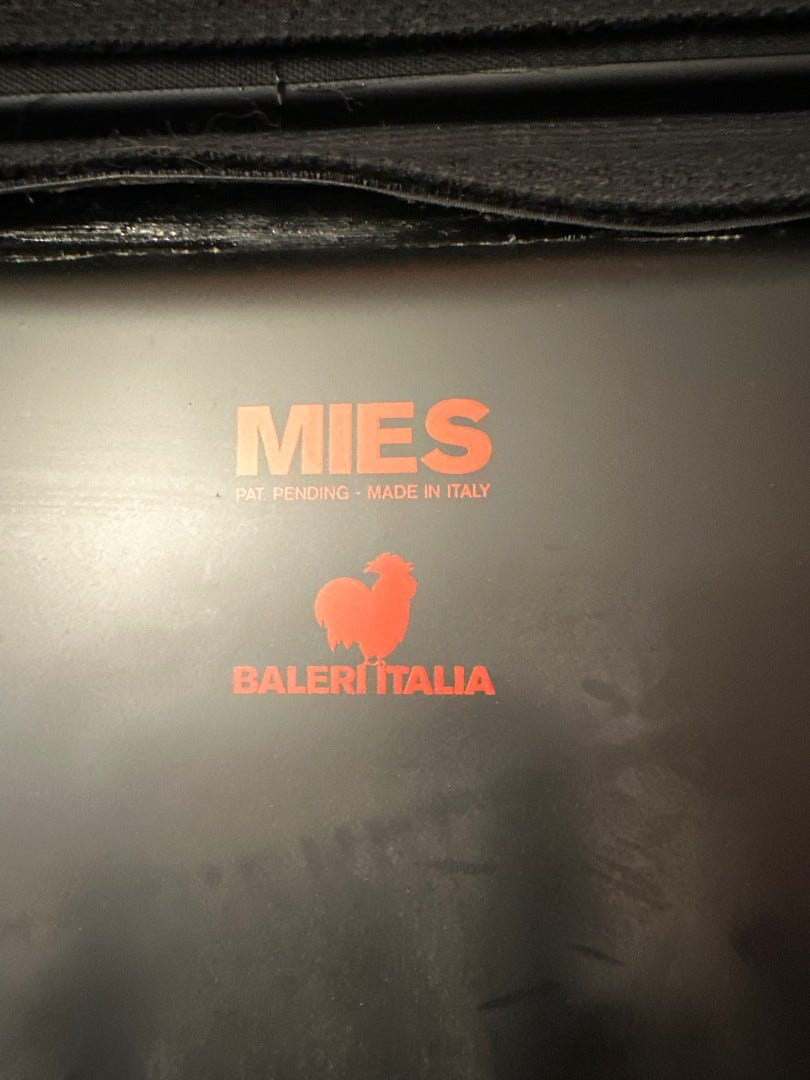 MIES
PAT. PENDING - MADE IN ITALY
BALERI ITALIA